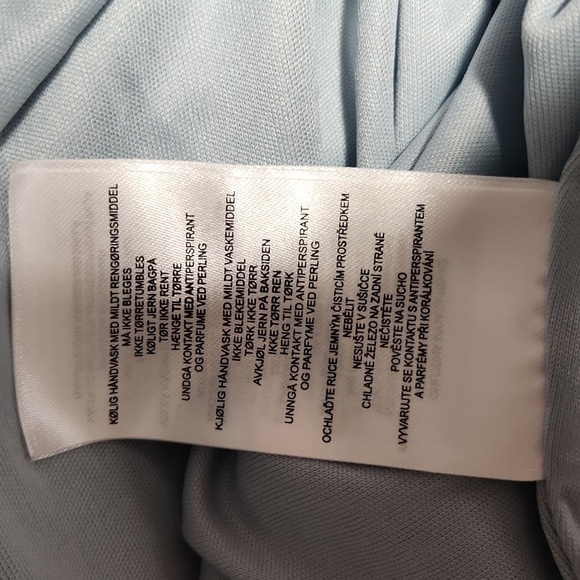 KØLIG HÅNDVASK MED MILDT RENGØRINGSMIDDEL
MÅ IKKE BLEGES
IKKE TØRRETUMBLES
KØLIGT JERN BAGPÅ
TØR IKKE RENT
HÆNGE TIL TØRRE
UNDGÅ KONTAKT MED ANTIPERSPIRANT
OG PARFUME VED PERLING
KJØLIG HÅNDVASK MED MILDT VASKEMIDDEL
IKKE BLEKEMIDDEL
TØRK IKKE TØRR
AVKJØL JERN PÅ BAKSIDEN
IKKE TØRR REN
HENG TIL TØRK
UNNGA KONTAKT MED ANTIPERSPIRANT
OG PARFYME VED PERLING
OCHLAĎTE RUCE JEMNÝM ČISTICÍM PROSTŘEDKEM
NEBĚLIT
NESUŠTE V SUŠIČCE
CHLADNÉ ŽELEZO NA ZADNÍ STRANĚ
NEČISTĚTE
POVĚSTE NA SUCHO
VYVARUJTE SE KONTAKTU S ANTIPERSPIRANTEM
A PARFÉMY PŘI KORÁLKOVÁNÍ